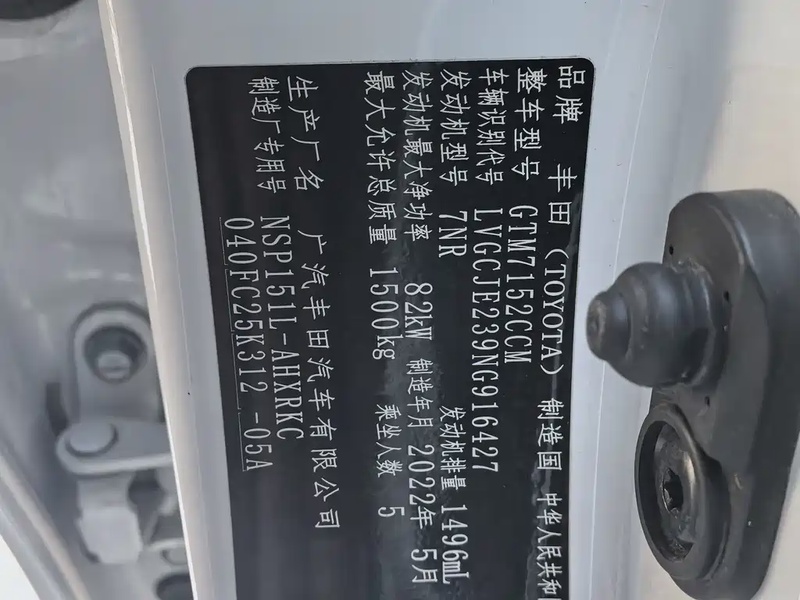 品牌 丰田（TOYOTA） 制造国 中华人民共和
整车型号 GTM7152CCM
车辆识别代号 LVGCJE239NG916427
发动机型号 7NR 发动机排量 1496mL
发动机最大净功率 82kW 制造年月 2022年 5月
最大允许总质量 1500kg 乘坐人数 5
生产厂名 广汽丰田汽车有限公司
制造厂专用号 NSP151L-AHXRKC
040FC25K312 -05A